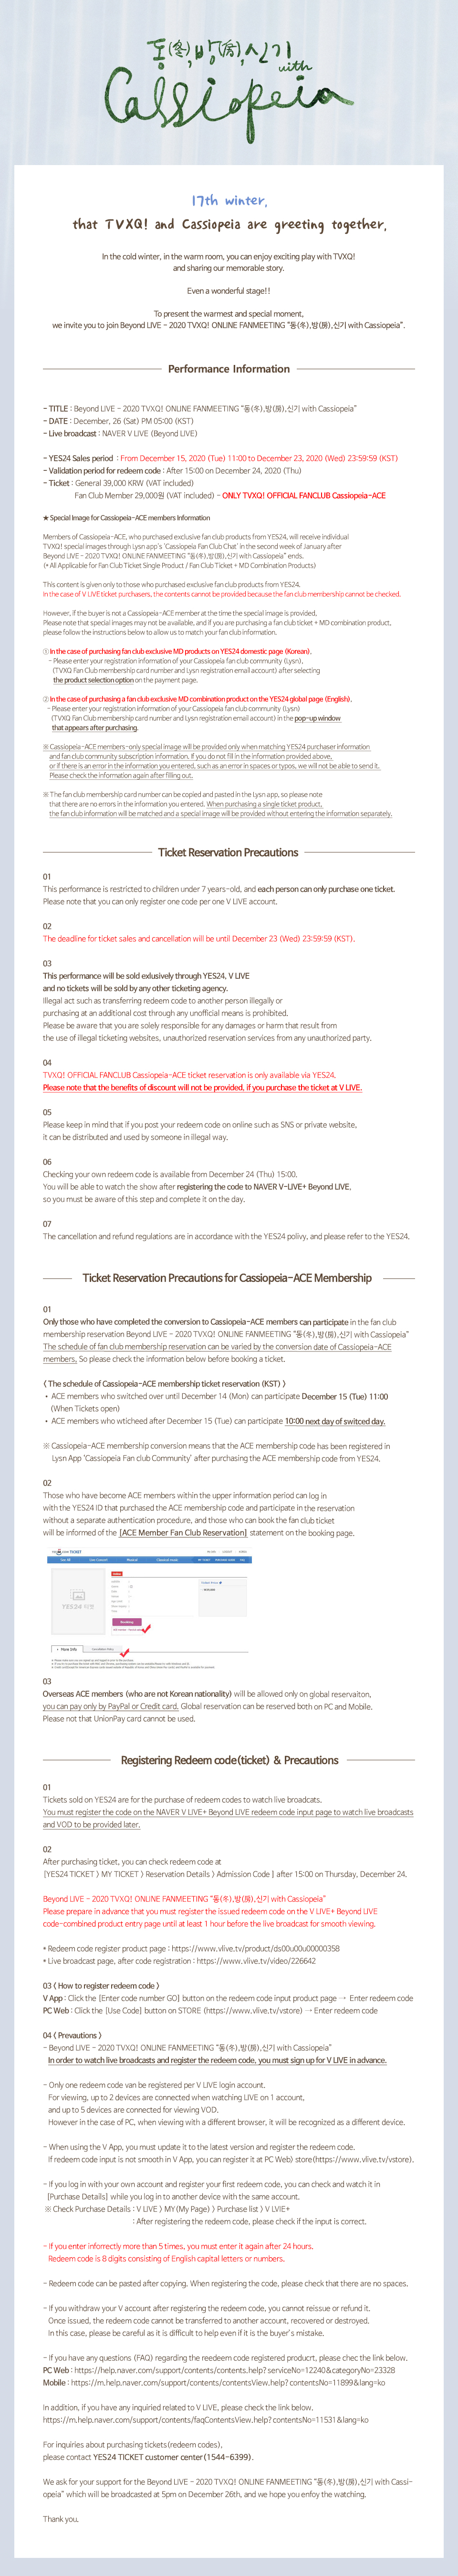 동(冬),방(房),신기
with
Cassiopeia
17th winter,
that TVXQ! and Cassiopeia are greeting together,
In the cold winter, in the warm room, you can enjoy exciting play with TVXQ!
and sharing our memorable story.
Even a wonderful stage!!
To present the warmest and special moment,
we invite you to join Beyond LIVE - 2020 TVXQ! ONLINE FANMEETING "동(冬),방(房),신기 with Cassiopeia".
Performance Information
- TITLE : Beyond LIVE - 2020 TVXQ! ONLINE FANMEETING "동(冬),방(房),신기 with Cassiopeia"
- DATE : December, 26 (Sat) PM 05:00 (KST)
- Live broadcast : NAVER V LIVE (Beyond LIVE)
- YES24 Sales period : From December 15, 2020 (Tue) 11:00 to December 23, 2020 (Wed) 23:59:59 (KST)
- Validation period for redeem code : After 15:00 on December 24, 2020 (Thu)
- Ticket : General 39,000 KRW (VAT included)
Fan Club Member 29,000원 (VAT included) - ONLY TVXQ! OFFICIAL FANCLUB Cassiopeia-ACE
★ Special Image for Cassiopeia-ACE members Information
Members of Cassiopeia-ACE, who purchased exclusive fan club products from YES24, will receive individual
TVXQ! special images through Lysn app's 'Cassiopeia Fan Club Chat' in the second week of January after
Beyond LIVE - 2020 TVXQ! ONLINE FANMEETING "동(冬),방(房),신기 with Cassiopeia" ends.
(* All Applicable for Fan Club Ticket Single Product / Fan Club Ticket + MD Combination Products)
This content is given only to those who purchased exclusive fan club products from YES24.
In the case of V LIVE ticket purchasers, the contents cannot be provided because the fan club membership cannot be checked.
However, if the buyer is not a Cassiopeia-ACE member at the time the special image is provided.
Please note that special images may not be available, and if you are purchasing a fan club ticket + MD combination product,
please follow the instructions below to allow us to match your fan club information.
① In the case of purchasing fan club exclusive MD products on YES24 domestic page (Korean).
- Please enter your registration information of your Cassiopeia fan club community (Lysn),
(TVXQ Fan Club membership card number and Lysn registration email account) after selecting
the product selection option on the payment page.
② In the case of purchasing a fan club exclusive MD combination product on the YES24 global page (English),
- Please enter your registration information of your Cassiopeia fan club community (Lysn)
(TVXQ Fan Club membership card number and Lysn registration email account) in the pop-up window
that appears after purchasing.
※ Cassiopeia-ACE members-only special image will be provided only when matching YES24 purchaser information
and fan club community subscription information. If you do not fill in the information provided above,
or if there is an error in the information you entered, such as an error in spaces or typos, we will not be able to send it.
Please check the information again after filling out.
※ The fan club membership card number can be copied and pasted in the Lysn app, so please note
that there are no errors in the information you entered. When purchasing a single ticket product,
the fan club information will be matched and a special image will be provided without entering the information separately.
Ticket Reservation Precautions
01
This performance is restricted to children under 7 years-old, and each person can only purchase one ticket.
Please note that you can only register one code per one V LIVE account.
02
The deadline for ticket sales and cancellation will be until December 23 (Wed) 23:59:59 (KST).
03
This performance will be sold exlusively through YES24, V LIVE
and no tickets will be sold by any other ticketing agency.
Illegal act such as transferring redeem code to another person illegally or
purchasing at an additional cost through any unofficial means is prohibited.
Please be aware that you are solely responsible for any damages or harm that result from
the use of illegal ticketing websites, unauthorized reservation services from any unauthorized party.
04
TVXQ! OFFICIAL FANCLUB Cassiopeia-ACE ticket reservation is only available via YES24.
Please note that the benefits of discount will not be provided, if you purchase the ticket at V LIVE.
05
Please keep in mind that if you post your redeem code on online such as SNS or private website,
it can be distributed and used by someone in illegal way.
06
Checking your own redeem code is available from December 24 (Thu) 15:00.
You will be able to watch the show after registering the code to NAVER V-LIVE+ Beyond LIVE,
so you must be aware of this step and complete it on the day.
07
The cancellation and refund regulations are in accordance with the YES24 polivy, and please refer to the YES24.
Ticket Reservation Precautions for Cassiopeia-ACE Membership
01
Only those who have completed the conversion to Cassiopeia-ACE members can participate in the fan club
membership reservation Beyond LIVE - 2020 TVXQ! ONLINE FANMEETING "동(冬),방(房),신기 with Cassiopeia"
The schedule of fan club membership reservation can be varied by the conversion date of Cassiopeia-ACE
members. So please check the information below before booking a ticket.
< The schedule of Cassiopeia-ACE membership ticket reservation (KST) >
• ACE members who switched over until December 14 (Mon) can participate December 15 (Tue) 11:00
(When Tickets open)
• ACE members who wticheed after December 15 (Tue) can participate 10:00 next day of switced day.
※ Cassiopeia-ACE membership conversion means that the ACE membership code has been registered in
Lysn App 'Cassiopeia Fan club Community' after purchasing the ACE membership code from YES24.
02
Those who have become ACE members within the upper information period can log in
with the YES24 ID that purchased the ACE membership code and participate in the reservation
without a separate authentication procedure, and those who can book the fan club ticket
will be informed of the [ACE Member Fan Club Reservation] statement on the booking page.
TICKET
YES24 티켓
Booking
+ More Info
03
Overseas ACE members (who are not Korean nationality) will be allowed only on global reservaiton,
you can pay only by PayPal or Credit card. Global reservation can be reserved both on PC and Mobile.
Please not that UnionPay card cannot be used.
Registering Redeem code(ticket) & Precautions
01
Tickets sold on YES24 are for the purchase of redeem codes to watch live broadcats.
You must register the code on the NAVER V LIVE+ Beyond LIVE redeem code input page to watch live broadcasts
and VOD to be provided later.
02
After purchasing ticket, you can check redeem code at
[YES24 TICKET > MY TICKET > Reservation Details > Admission Code ] after 15:00 on Thursday, December 24.
Beyond LIVE - 2020 TVXQ! ONLINE FANMEETING "동(冬),방(房),신기 with Cassiopeia"
Please prepare in advance that you must register the issued redeem code on the V LIVE+ Beyond LIVE
code-combined product entry page until at least 1 hour before the live broadcast for smooth viewing.
* Redeem code register product page : https://www.vlive.tv/product/ds00u00u00000358
* Live broadcast page, after code registration : https://www.vlive.tv/video/226642
03 < How to register redeem code >
V App : Click the [Enter code number GO] button on the redeem code input product page → Enter redeem code
PC Web : Click the [Use Code] button on STORE (https://www.vlive.tv/vstore) → Enter redeem code
04 < Prevautions >
- Beyond LIVE - 2020 TVXQ! ONLINE FANMEETING "동(冬),방(房),신기 with Cassiopeia"
In order to watch live broadcasts and register the redeem code, you must sign up for V LIVE in advance.
- Only one redeem code van be registered per V LIVE login account.
For viewing, up to 2 devices are connected when watching LIVE on 1 account,
and up to 5 devices are connected for viewing VOD.
However in the case of PC, when viewing with a different browser, it will be recognized as a different device.
- When using the V App, you must update it to the latest version and register the redeem code.
If redeem code input is not smooth in V App, you can register it at PC Web> store(https://www.vlive.tv/vstore).
- If you log in with your own account and register your first redeem code, you can check and watch it in
[Purchase Details] while you log in to another device with the same account.
※ Check Purchase Details : V LIVE > MY(My Page) > Purchase list > V LVIE+
: After registering the redeem code, please check if the input is correct.
- If you enter inforrectly more than 5 times, you must enter it again after 24 hours.
Redeem code is 8 digits consisting of English capital letters or numbers.
- Redeem code can be pasted after copying. When registering the code, please check that there are no spaces.
- If you withdraw your V account after registering the redeem code, you cannot reissue or refund it.
Once issued, the redeem code cannot be transferred to another account, recovered or destroyed.
In this case, please be careful as it is difficult to help even if it is the buyer's mistake.
- If you have any questions (FAQ) regarding the reedeem code registered producrt, please chec the link below.
PC Web : https://help.naver.com/support/contents/contents.help? serviceNo=12240&categoryNo=23328
Mobile : https://m.help.naver.com/support/contents/contentsView.help? contentsNo=11899&lang=ko
In addition, if you have any inquiried related to V LIVE, please check the link below.
https://m.help.naver.com/support/contents/faqContentsView.help? contentsNo=11531&lang=ko
For inquiries about purchasing tickets(redeem codes),
please contact YES24 TICKET customer center(1544-6399).
We ask for your support for the Beyond LIVE - 2020 TVXQ! ONLINE FANMEETING "동(冬),방(房),신기 with Cassi-
opeia" which will be broadcasted at 5pm on December 26th, and we hope you enfoy the watching.
Thank you.